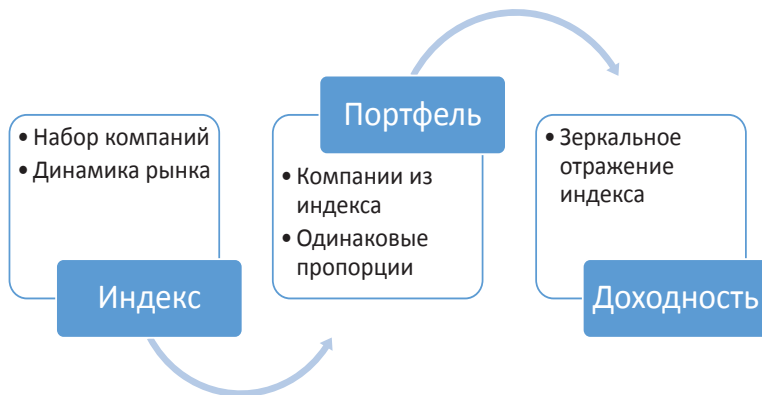 • Набор компаний
• Динамика рынка
Индекс
Портфель
• Компании из
индекса
• Одинаковые
пропорции
• Зеркальное
отражение
индекса
Доходность